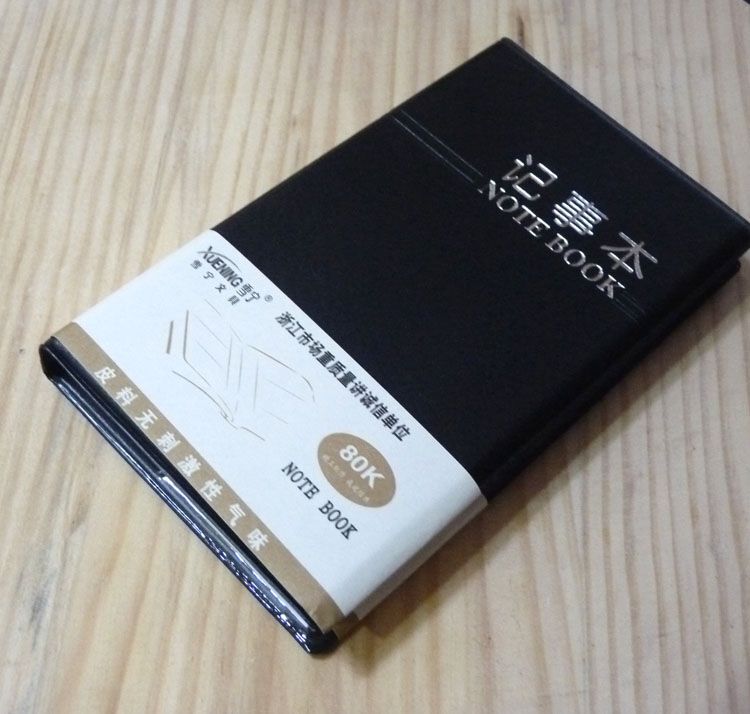 记事本
NOTE BOOK
XUENING 雪宁®
雪宁文具
浙江市场重质量讲诚信单位
80K
NOTE BOOK
皮料无刺激性气味